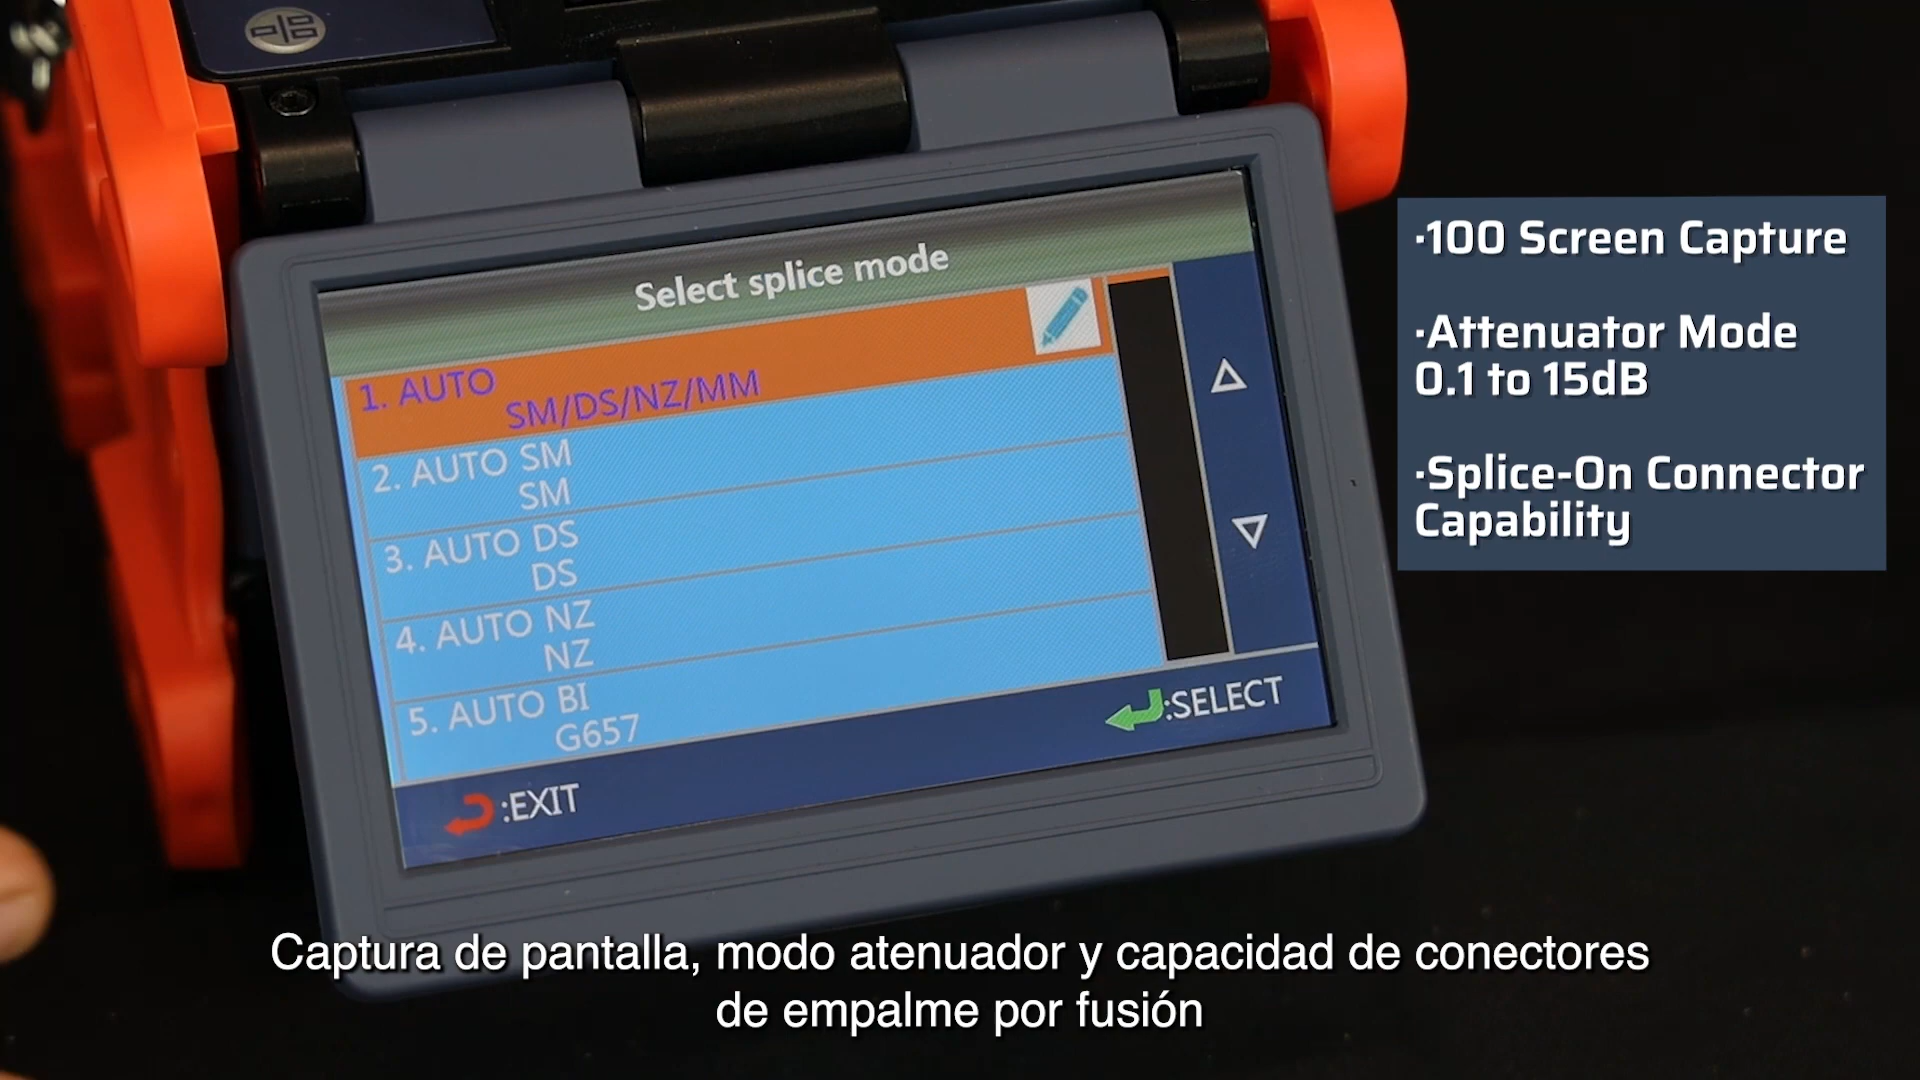 Select splice mode
1. AUTO
SM/DS/NZ/MM
2. AUTO SM
SM
3. AUTO DS
DS
4. AUTO NZ
NZ
5. AUTO BI
G657
:EXIT
:SELECT
·100 Screen Capture
·Attenuator Mode
0.1 to 15dB
·Splice-On Connector
Capability
Captura de pantalla, modo atenuador y capacidad de conectores
de empalme por fusión